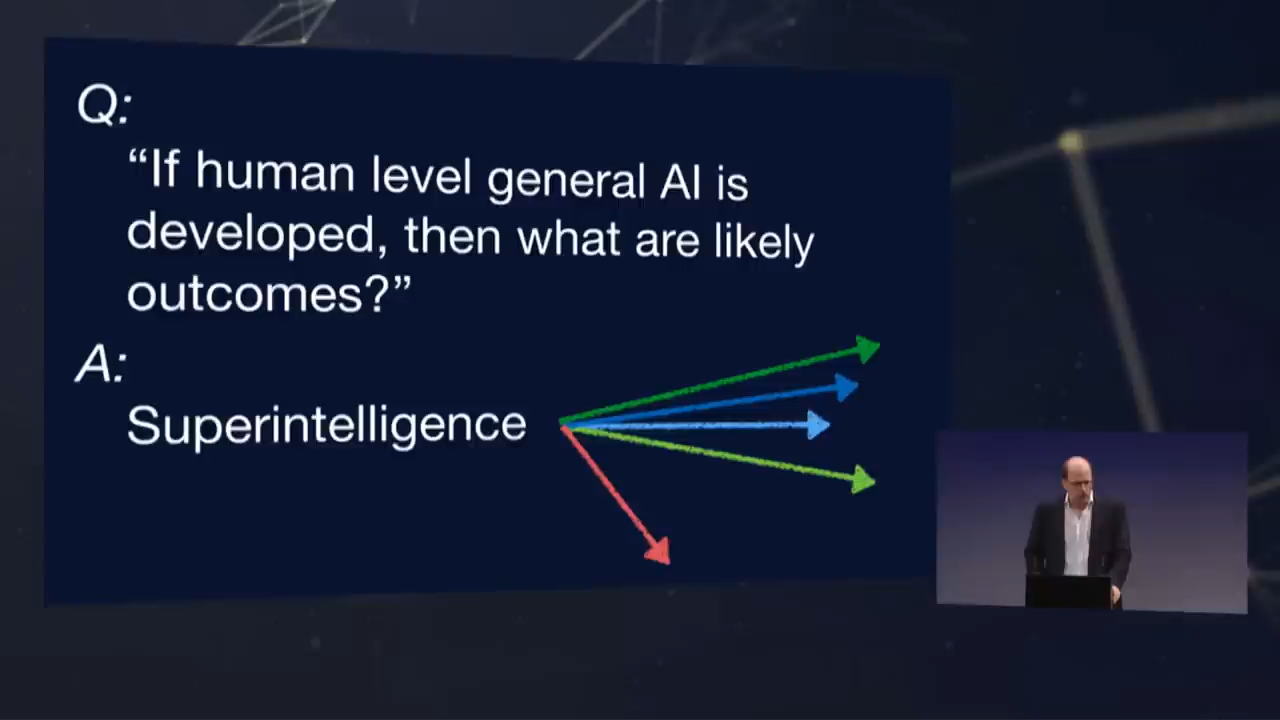 Q:
“If human level general AI is
developed, then what are likely
outcomes?”
A:
Superintelligence